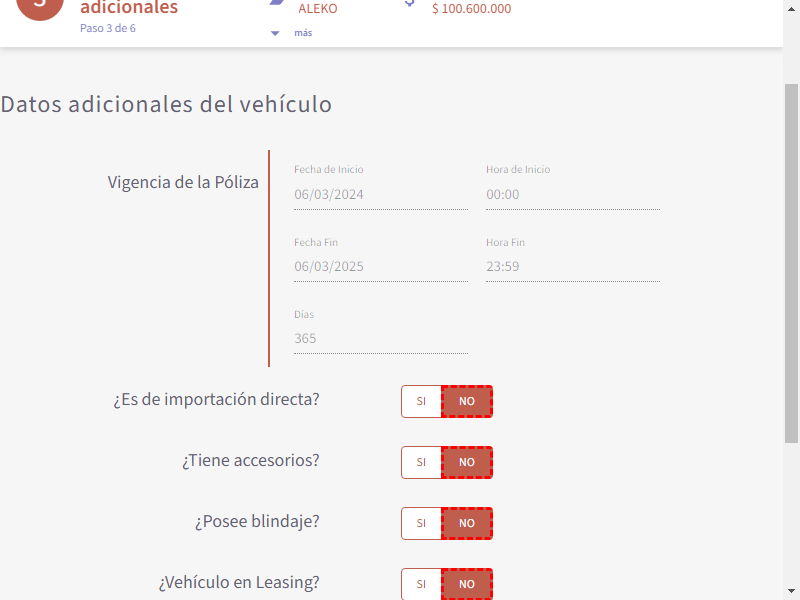 adicionales
Paso 3 de 6
ALEKO
más
$ 100.600.000
Datos adicionales del vehículo
Vigencia de la Póliza
Fecha de Inicio
06/03/2024
Hora de Inicio
00:00
Fecha Fin
06/03/2025
Hora Fin
23:59
Días
365
¿Es de importación directa?
SI
NO
¿Tiene accesorios?
SI
NO
¿Posee blindaje?
SI
NO
¿Vehículo en Leasing?
SI
NO